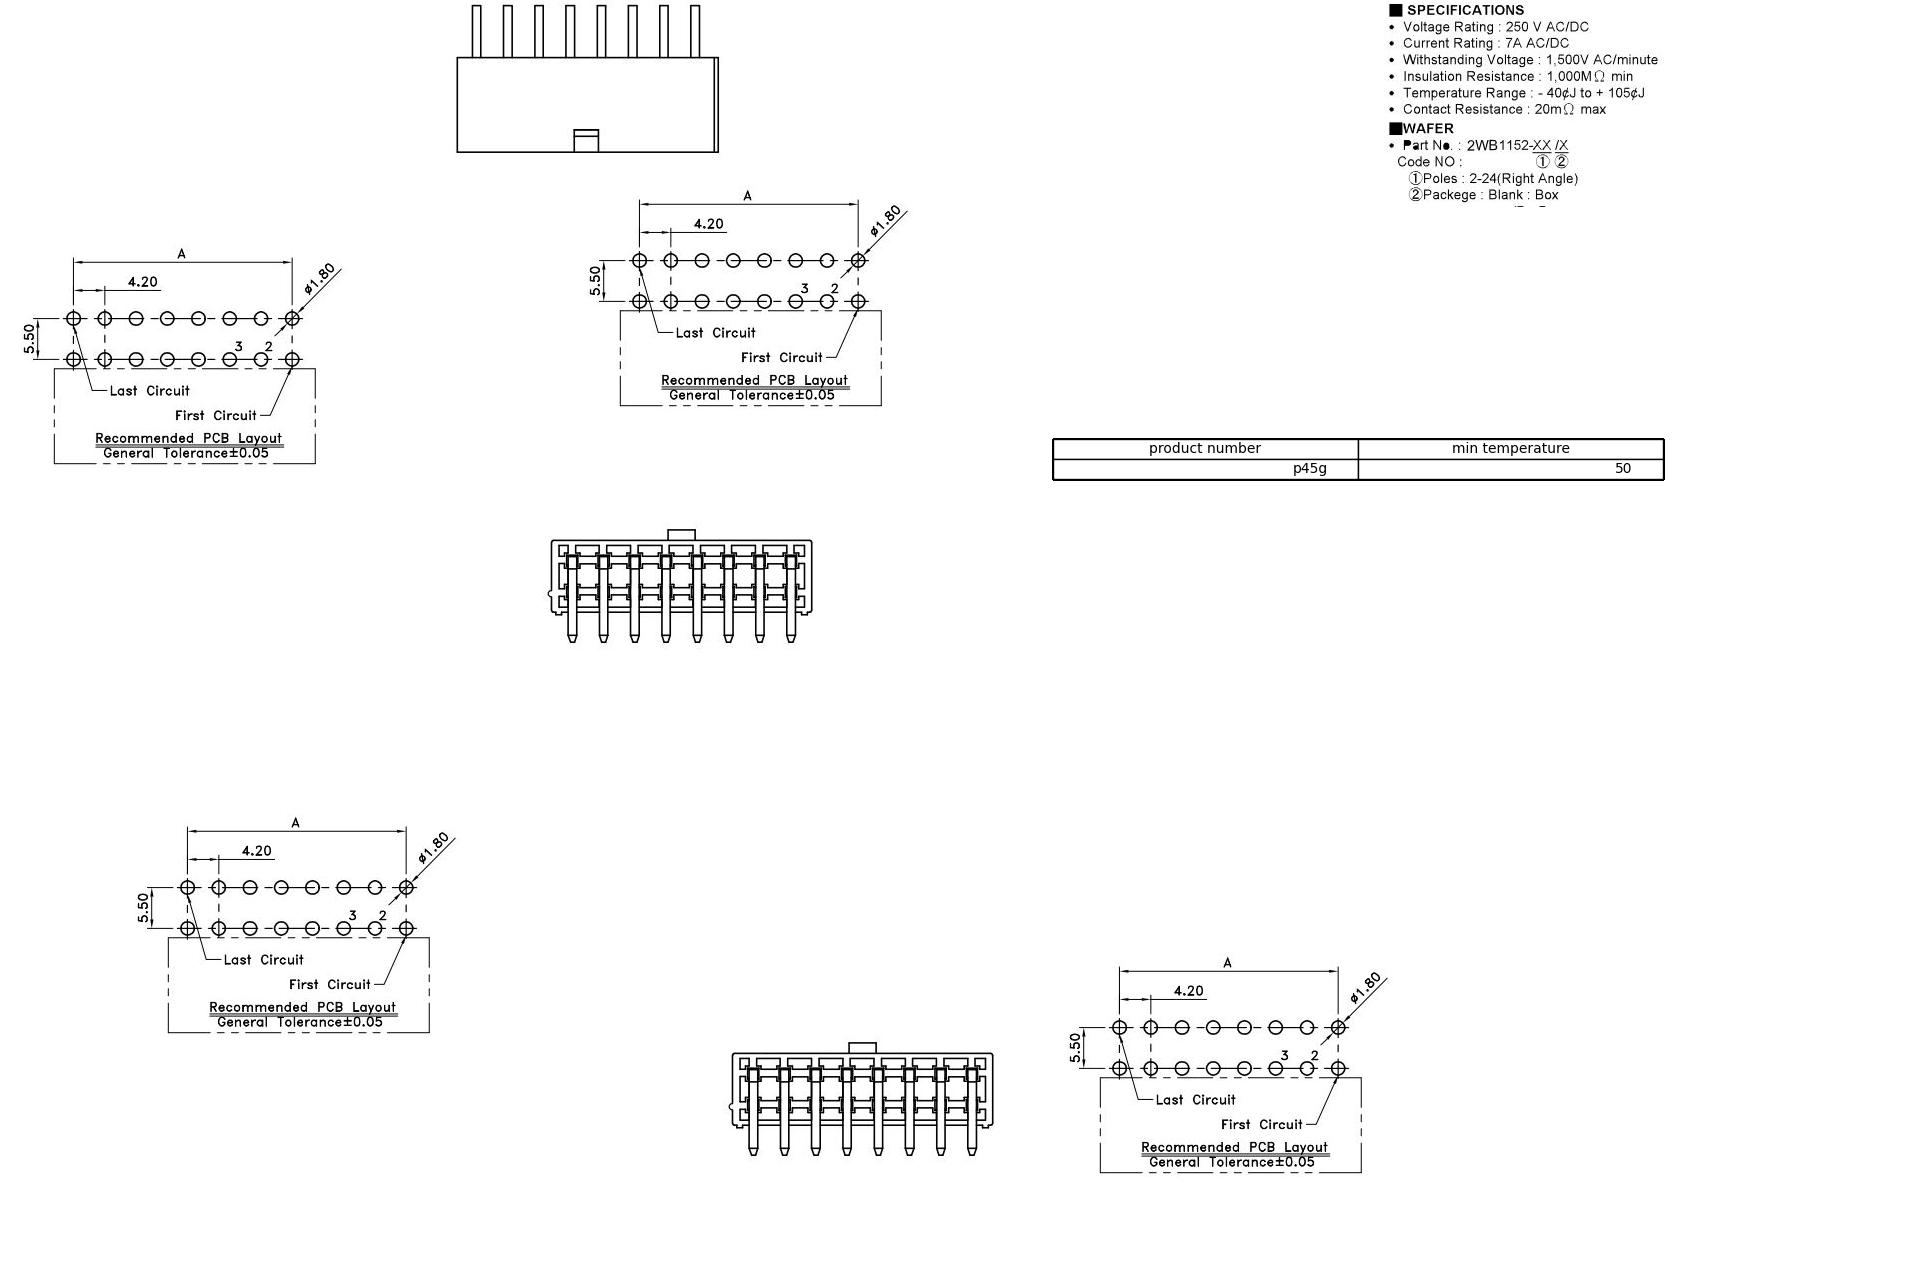 ■ SPECIFICATIONS
• Voltage Rating : 250 V AC/DC
• Current Rating : 7A AC/DC
• Withstanding Voltage : 1,500V AC/minute
• Insulation Resistance : 1,000MΩ min
• Temperature Range : - 40¢J to + 105¢J
• Contact Resistance : 20mΩ max
■WAFER
• Part No. : 2WB1152-XX /X
Code NO : ① ②
①Poles : 2-24(Right Angle)
②Packege : Blank : Box
A
4.20
ø1.80
5.50
3 2
Last Circuit
First Circuit
Recommended PCB Layout
General Tolerance±0.05
A
4.20
ø1.80
5.50
3 2
Last Circuit
First Circuit
Recommended PCB Layout
General Tolerance±0.05
product number min temperature
p45g 50
A
4.20
ø1.80
5.50
3 2
Last Circuit
First Circuit
Recommended PCB Layout
General Tolerance±0.05
A
4.20
ø1.80
5.50
3 2
Last Circuit
First Circuit
Recommended PCB Layout
General Tolerance±0.05